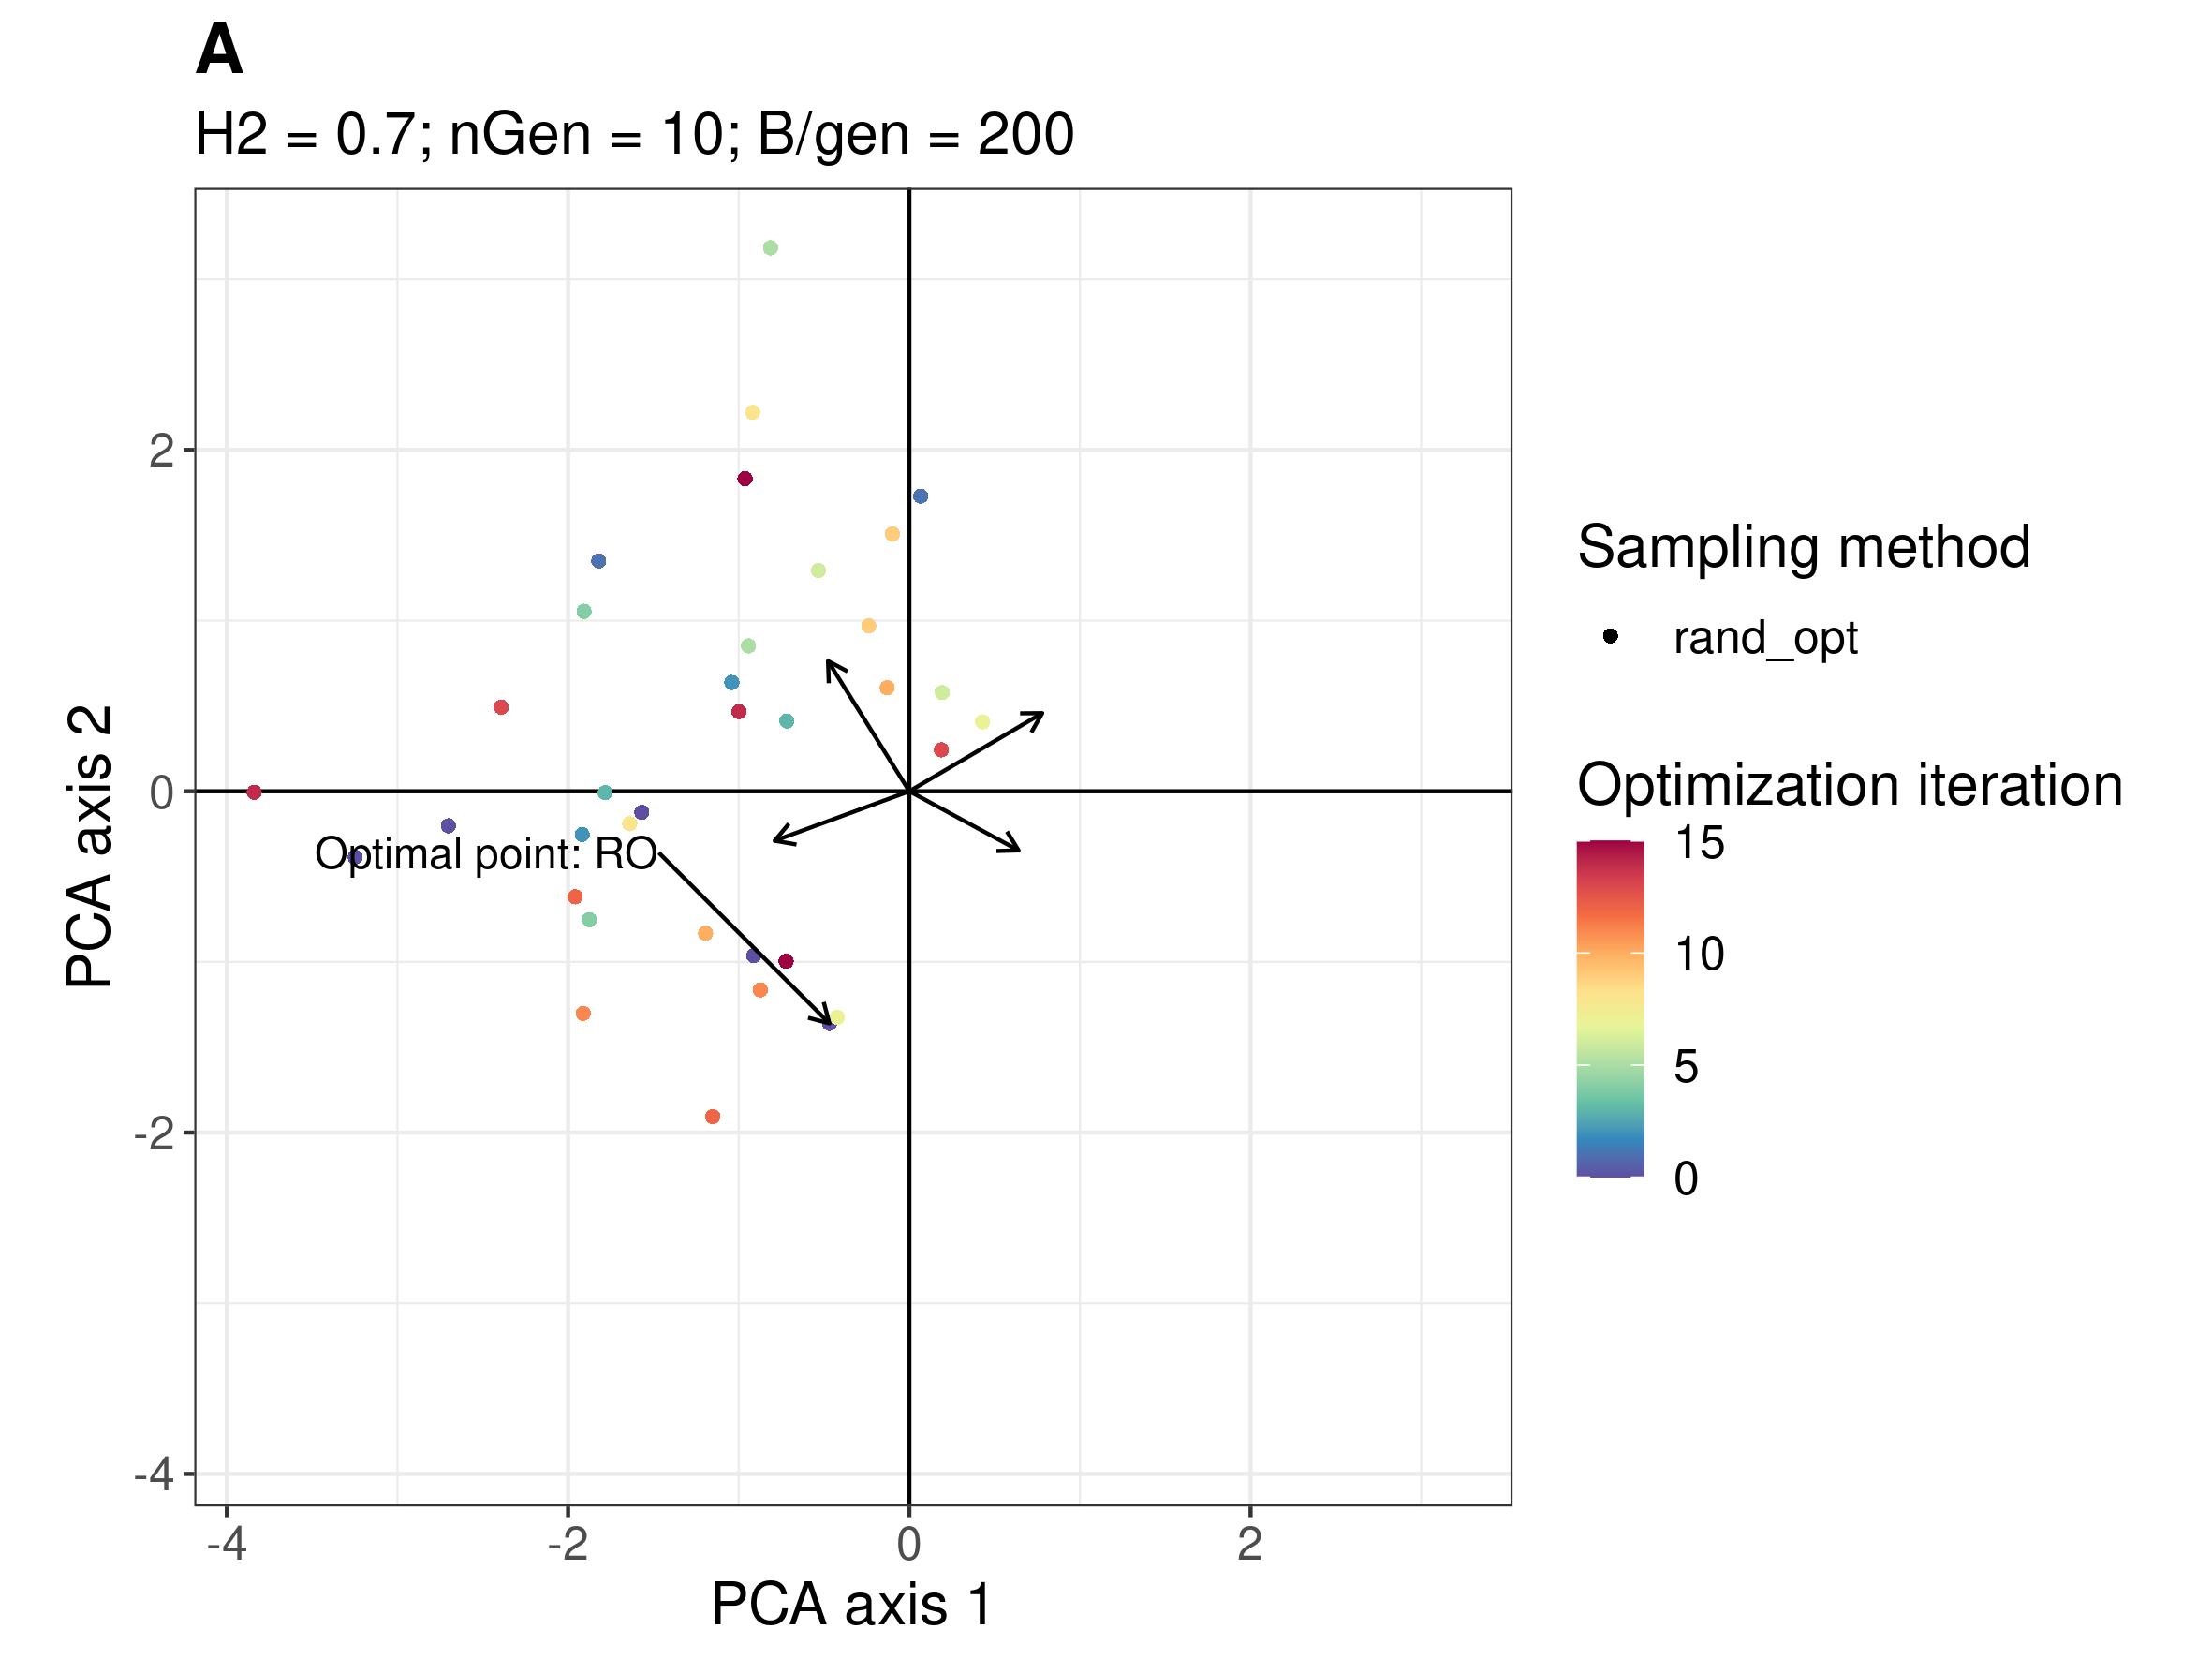 A
H2 = 0.7; nGen = 10; B/gen = 200
PCA axis 2
2
0
-2
-4
Optimal point: RO
-4
-2
0
2
PCA axis 1
Sampling method
rand_opt
Optimization iteration
15
10
5
0